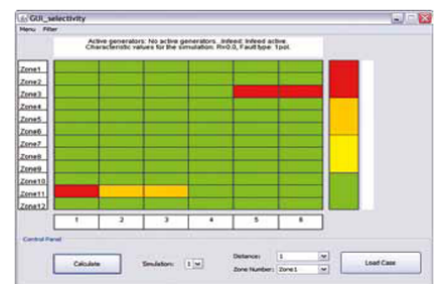 GUI_selectivity
Menu Filter
Active generators: No active generators. Infeed: Infeed active.
Characteristic values for the simulation: R=0.0, Fault type: 1pol.
Zone1
Zone2
Zone3
Zone4
Zone5
Zone6
Zone7
Zone8
Zone9
Zone10
Zone11
Zone12
1 2 3 4 5 6
Control Panel
Calculate
Simulation: 1
Distance: 1
Zone Number: Zone1
Load Case